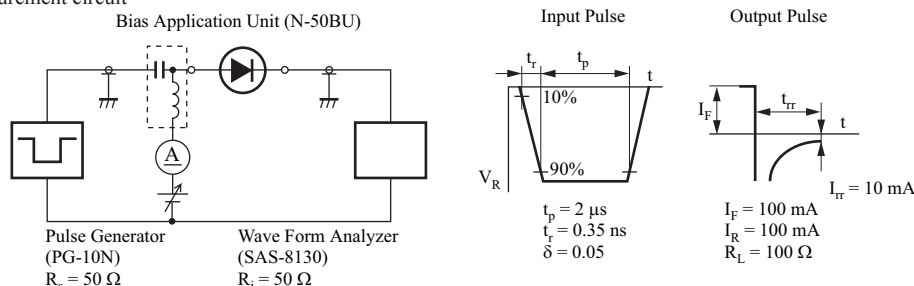 Bias Application Unit (N-50BU)
A
Pulse Generator
(PG-10N)
Wave Form Analyzer
(SAS-8130)
R_i = 50 Ω
Input Pulse
t_r
t_p
t
10%
90%
V_R
t_p = 2 μs
t_r = 0.35 ns
δ = 0.05
Output Pulse
I_F
t_rr
t
I_rr = 10 mA
I_F = 100 mA
I_R = 100 mA
R_L = 100 Ω